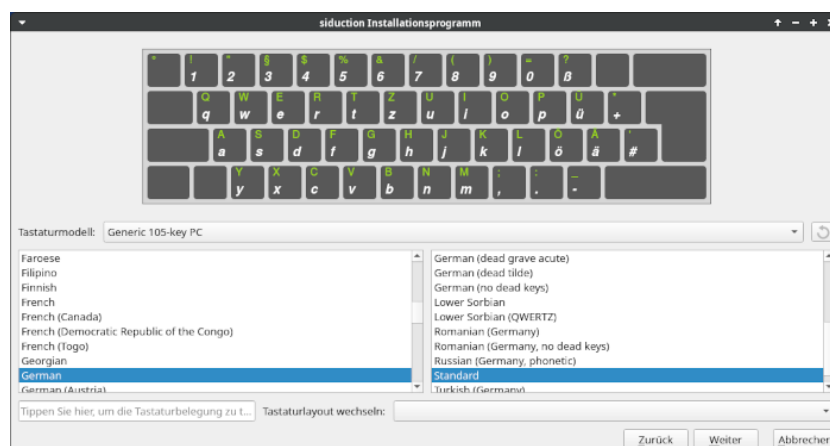 siduction Installationsprogramm
° ! " § $ % & / ( ) = ?
1 2 3 4 5 6 7 8 9 0 ß
Q W E R T Z U I O P Ü *
q w e r t z u i o p ü +
A S D F G H J K L Ö Ä '
a s d f g h j k l ö ä #
Y X C V B N M ; : _
y x c v b n m , . -
Tastaturmodell: Generic 105-key PC
Faroese
Filipino
Finnish
French
French (Canada)
French (Democratic Republic of the Congo)
French (Togo)
Georgian
German
German (Austria)
German (dead grave acute)
German (dead tilde)
German (no dead keys)
Lower Sorbian
Lower Sorbian (QWERTZ)
Romanian (Germany)
Romanian (Germany, no dead keys)
Russian (Germany, phonetic)
Standard
Turkish (Germany)
Tippen Sie hier, um die Tastaturbelegung zu t... Tastaturlayout wechseln:
Zurück Weiter Abbrechen